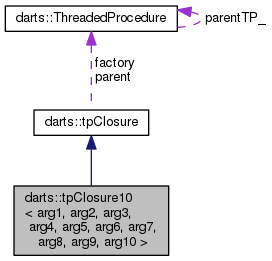 darts::ThreadedProcedure
parentTP_
factory
parent
darts::tpClosure
darts::tpClosure10
< arg1, arg2, arg3,
arg4, arg5, arg6, arg7,
arg8, arg9, arg10 >